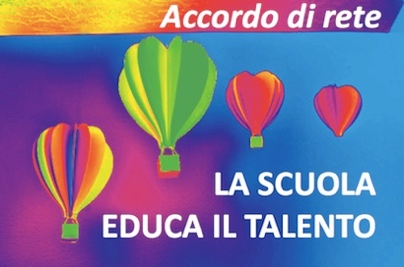 Accordo di rete
LA SCUOLA
EDUCA IL TALENTO